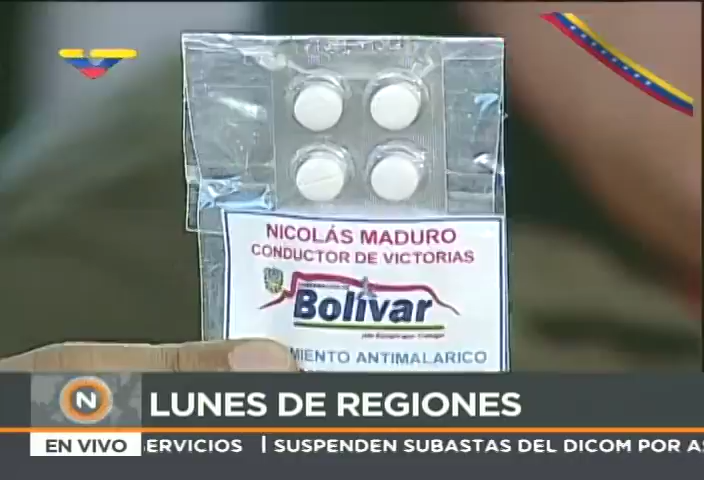 NICOLÁS MADURO
CONDUCTOR DE VICTORIAS
Bolívar
MIENTO ANTIMALARICO
N LUNES DE REGIONES
EN VIVO ERVICIOS | SUSPENDEN SUBASTAS DEL DICOM POR AS